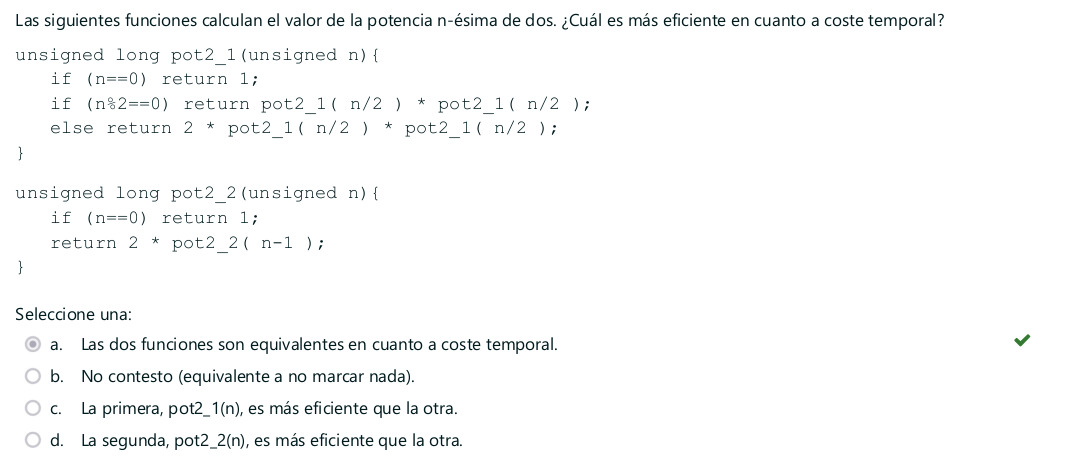 Las siguientes funciones calculan el valor de la potencia n-ésima de dos. ¿Cuál es más eficiente en cuanto a coste temporal?
unsigned long pot2_1(unsigned n){
if (n==0) return 1;
if (n%2==0) return pot2_1( n/2 ) * pot2_1( n/2 );
else return 2 * pot2_1( n/2 ) * pot2_1( n/2 );
}
unsigned long pot2_2(unsigned n){
if (n==0) return 1;
return 2 * pot2_2( n-1 );
}
Seleccione una:
a. Las dos funciones son equivalentes en cuanto a coste temporal.
b. No contesto (equivalente a no marcar nada).
c. La primera, pot2_1(n), es más eficiente que la otra.
d. La segunda, pot2_2(n), es más eficiente que la otra.